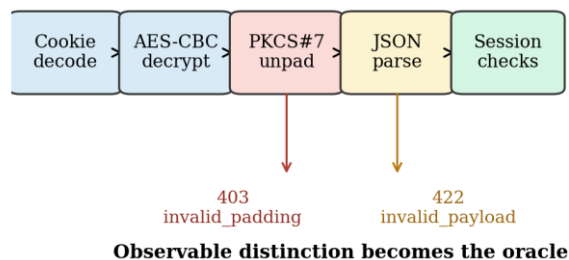 Cookie
decode
AES-CBC
decrypt
PKCS#7
unpad
JSON
parse
Session
checks
403
invalid_padding
422
invalid_payload
Observable distinction becomes the oracle